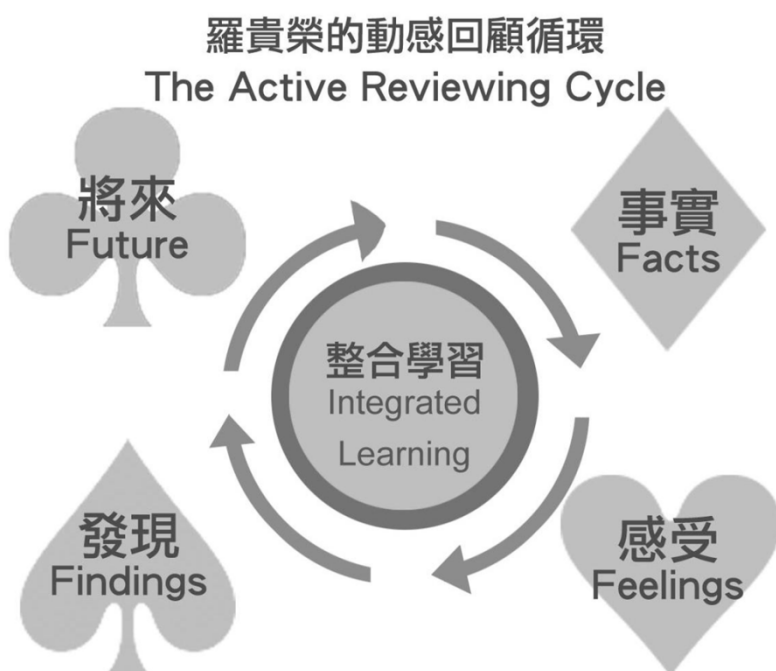 羅貴榮的動感回顧循環
The Active Reviewing Cycle
將來
Future
事實
Facts
整合學習
Integrated
Learning
發現
Findings
感受
Feelings